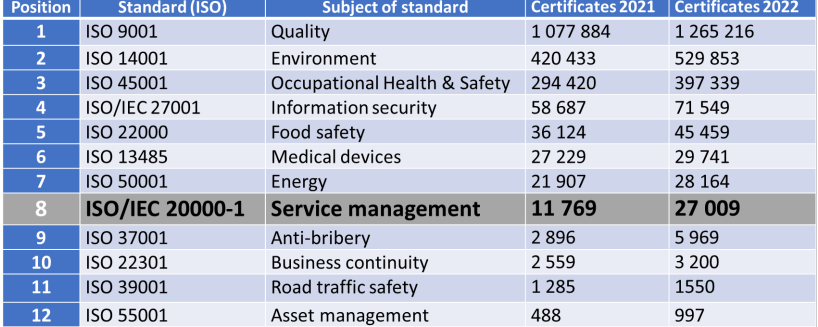 Position Standard (ISO) Subject of standard Certificates 2021 Certificates 2022
1 ISO 9001 Quality 1 077 884 1 265 216
2 ISO 14001 Environment 420 433 529 853
3 ISO 45001 Occupational Health & Safety 294 420 397 339
4 ISO/IEC 27001 Information security 58 687 71 549
5 ISO 22000 Food safety 36 124 45 459
6 ISO 13485 Medical devices 27 229 29 741
7 ISO 50001 Energy 21 907 28 164
8 ISO/IEC 20000-1 Service management 11 769 27 009
9 ISO 37001 Anti-bribery 2 896 5 969
10 ISO 22301 Business continuity 2 559 3 200
11 ISO 39001 Road traffic safety 1 285 1550
12 ISO 55001 Asset management 488 997